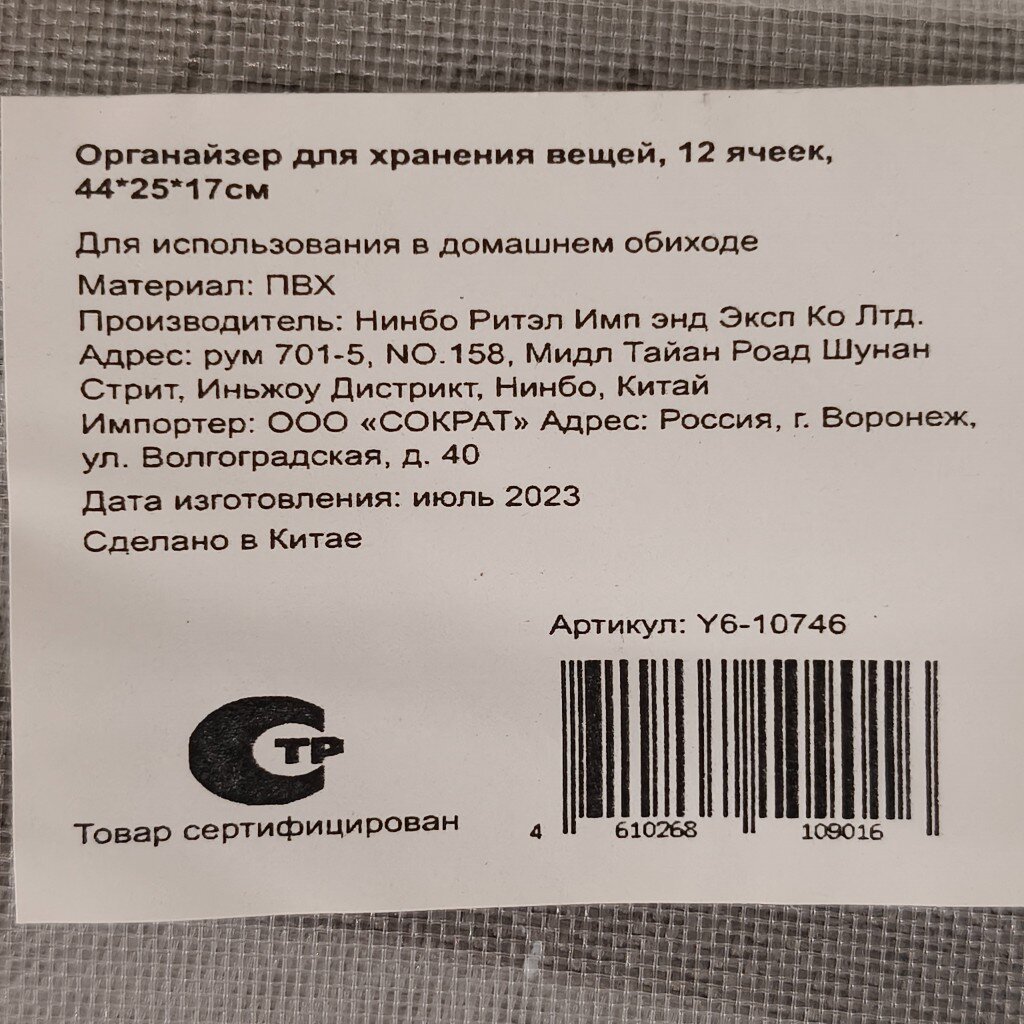 Органайзер для хранения вещей, 12 ячеек,
44*25*17см
Для использования в домашнем обиходе
Материал: ПВХ
Производитель: Нинбо Ритэл Имп энд Эксп Ко Лтд.
Адрес: рум 701-5, NO.158, Мидл Тайан Роад Шунан
Стрит, Иньжоу Дистрикт, Нинбо, Китай
Импортер: ООО «СОКРАТ» Адрес: Россия, г. Воронеж,
ул. Волгоградская, д. 40
Дата изготовления: июль 2023
Сделано в Китае
Артикул: Y6-10746
СТР
Товар сертифицирован
4 610268 109016